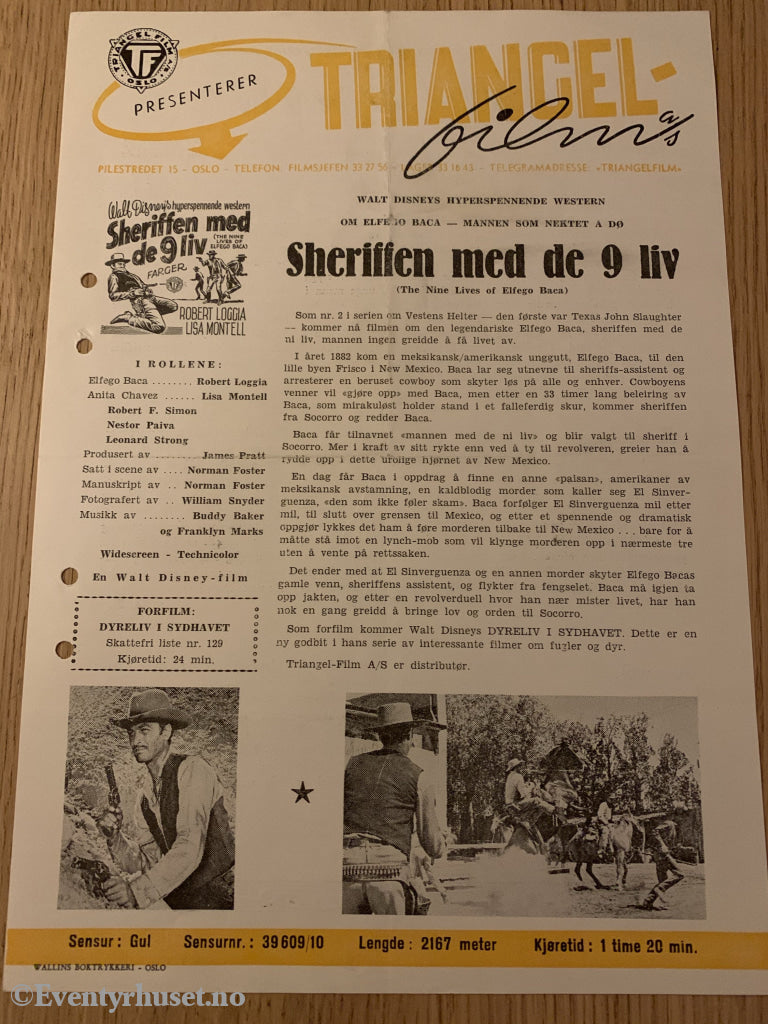 TRIANGEL FILM A/S
TF
OSLO
PRESENTERER
TRIANGEL-
film a/s
PILESTREDET 15 - OSLO - TELEFON: FILMSJEFEN 33 27 56 - LAGER 33 16 43 - TELEGRAMADRESSE: «TRIANGELFILM»
Walt Disney's hyperspennende western
Sheriffen med
de 9 liv
(THE NINE
LIVES OF
ELFEGO BACA)
FARGER
ROBERT LOGGIA
LISA MONTELL
I ROLLENE:
Elfego Baca ........ Robert Loggia
Anita Chavez ...... Lisa Montell
Robert F. Simon
Nestor Paiva
Leonard Strong
Produsert av ......... James Pratt
Satt i scene av .... Norman Foster
Manuskript av .. Norman Foster
Fotografert av .. William Snyder
Musikk av ........ Buddy Baker
og Franklyn Marks
Widescreen - Technicolor
En Walt Disney-film
FORFILM:
DYRELIV I SYDHAVET
Skattefri liste nr. 129
Kjøretid: 24 min.
WALT DISNEYS HYPERSPENNENDE WESTERN
OM ELFEGO BACA — MANNEN SOM NEKTET A DØ
Sheriffen med de 9 liv
(The Nine Lives of Elfego Baca)
Som nr. 2 i serien om Vestens Helter — den første var Texas John Slaughter
— kommer nå filmen om den legendariske Elfego Baca, sheriffen med de
ni liv, mannen ingen greidde å få livet av.
I året 1882 kom en meksikansk/amerikansk unggutt, Elfego Baca, til den
lille byen Frisco i New Mexico. Baca lar seg utnevne til sheriffs-assistent og
arresterer en beruset cowboy som skyter løs på alle og enhver. Cowboyens
venner vil «gjøre opp» med Baca, men etter en 33 timer lang beleiring av
Baca, som mirakuløst holder stand i et falleferdig skur, kommer sheriffen
fra Socorro og redder Baca.
Baca får tilnavnet «mannen med de ni liv» og blir valgt til sheriff i
Socorro. Mer i kraft av sitt rykte enn ved å ty til revolveren, greier han å
rydde opp i dette urolige hjørnet av New Mexico.
En dag får Baca i oppdrag å finne en anne «paisan», amerikaner av
meksikansk avstamning, en kaldblodig morder som kaller seg El Sinver-
guenza, «den som ikke føler skam». Baca forfølger El Sinverguenza mil etter
mil, til slutt over grensen til Mexico, og etter et spennende og dramatisk
oppgjør lykkes det ham å føre morderen tilbake til New Mexico . . . bare for å
måtte stå imot en lynch-mob som vil klynge morderen opp i nærmeste tre
uten å vente på rettssaken.
Det ender med at El Sinverguenza og en annen morder skyter Elfego Bacas
gamle venn, sheriffens assistent, og flykter fra fengselet. Baca må igjen ta
opp jakten, og etter en revolverduell hvor han nær mister livet, har han
nok en gang greidd å bringe lov og orden til Socorro.
Som forfilm kommer Walt Disneys DYRELIV I SYDHAVET. Dette er en
ny godbit i hans serie av interessante filmer om fugler og dyr.
Triangel-Film A/S er distributør.
Sensur: Gul Sensurnr.: 39609/10 Lengde: 2167 meter Kjøretid: 1 time 20 min.
WALLINS BOKTRYKKERI - OSLO
©Eventyrhuset.no